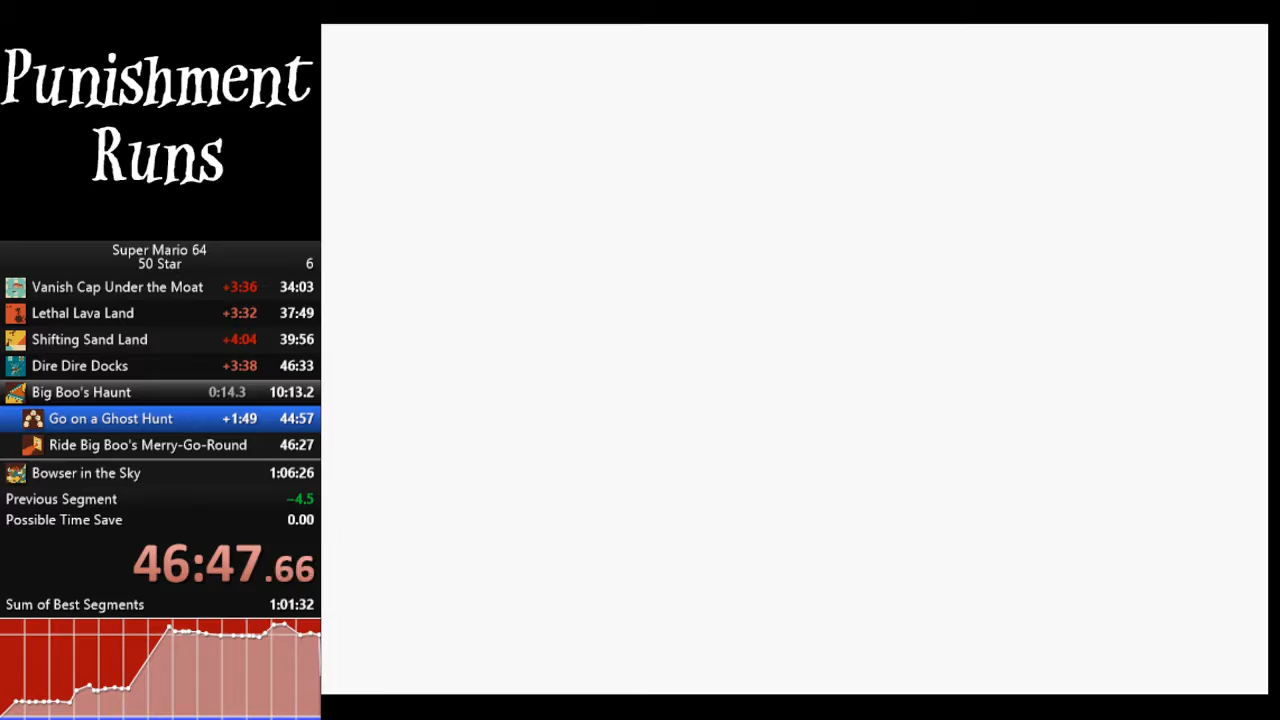 Punishment
Runs
Super Mario 64
50 Star 6
Vanish Cap Under the Moat +3:36 34:03
Lethal Lava Land +3:32 37:49
Shifting Sand Land +4:04 39:56
Dire Dire Docks +3:38 46:33
Big Boo's Haunt 0:14.3 10:13.2
Go on a Ghost Hunt +1:49 44:57
Ride Big Boo's Merry-Go-Round 46:27
Bowser in the Sky 1:06:26
Previous Segment −4.5
Possible Time Save 0.00
46:47.66
Sum of Best Segments 1:01:32